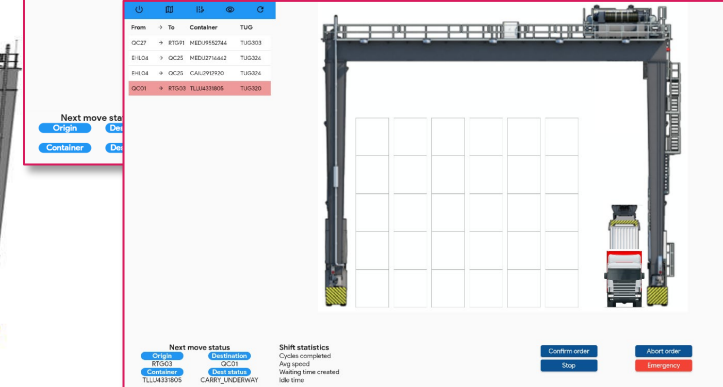 From → To Container TUG
QC27 → RTG91 MEDU9552744 TUG303
EHL04 → QC25 MEDU2716662 TUG326
EHL04 → QC25 CAIU2912920 TUG326
QC01 → RTG03 TLLU4331805 TUG320
Next move sta
Origin
Container
Next move status
Origin Destination
RTG03 QC01
Container Dest status
TLLU4331805 CARRY_UNDERWAY
Shift statistics
Cycles completed
Avg speed
Waiting time created
Idle time
Confirm order Abort order
Stop Emergency